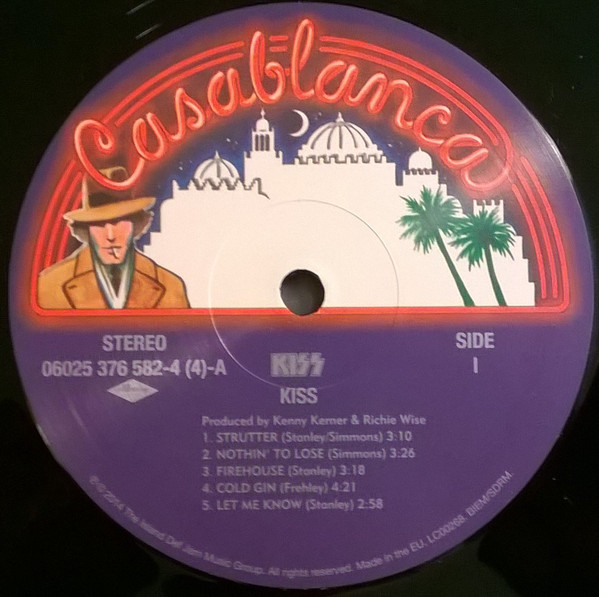 Casablanca
STEREO
SIDE
06025 376 582-4 (4)-A
1
KISS
KISS
Produced by Kenny Kerner & Richie Wise
1. STRUTTER (Stanley/Simmons) 3:10
2. NOTHIN' TO LOSE (Simmons) 3:26
3. FIREHOUSE (Stanley) 3:18
4. COLD GIN (Frehley) 4:21
5. LET ME KNOW (Stanley) 2:58
℗© 2014 The Island Def Jam Music Group. All rights reserved. Made in the EU. LC00268. BIEM/SDRM.